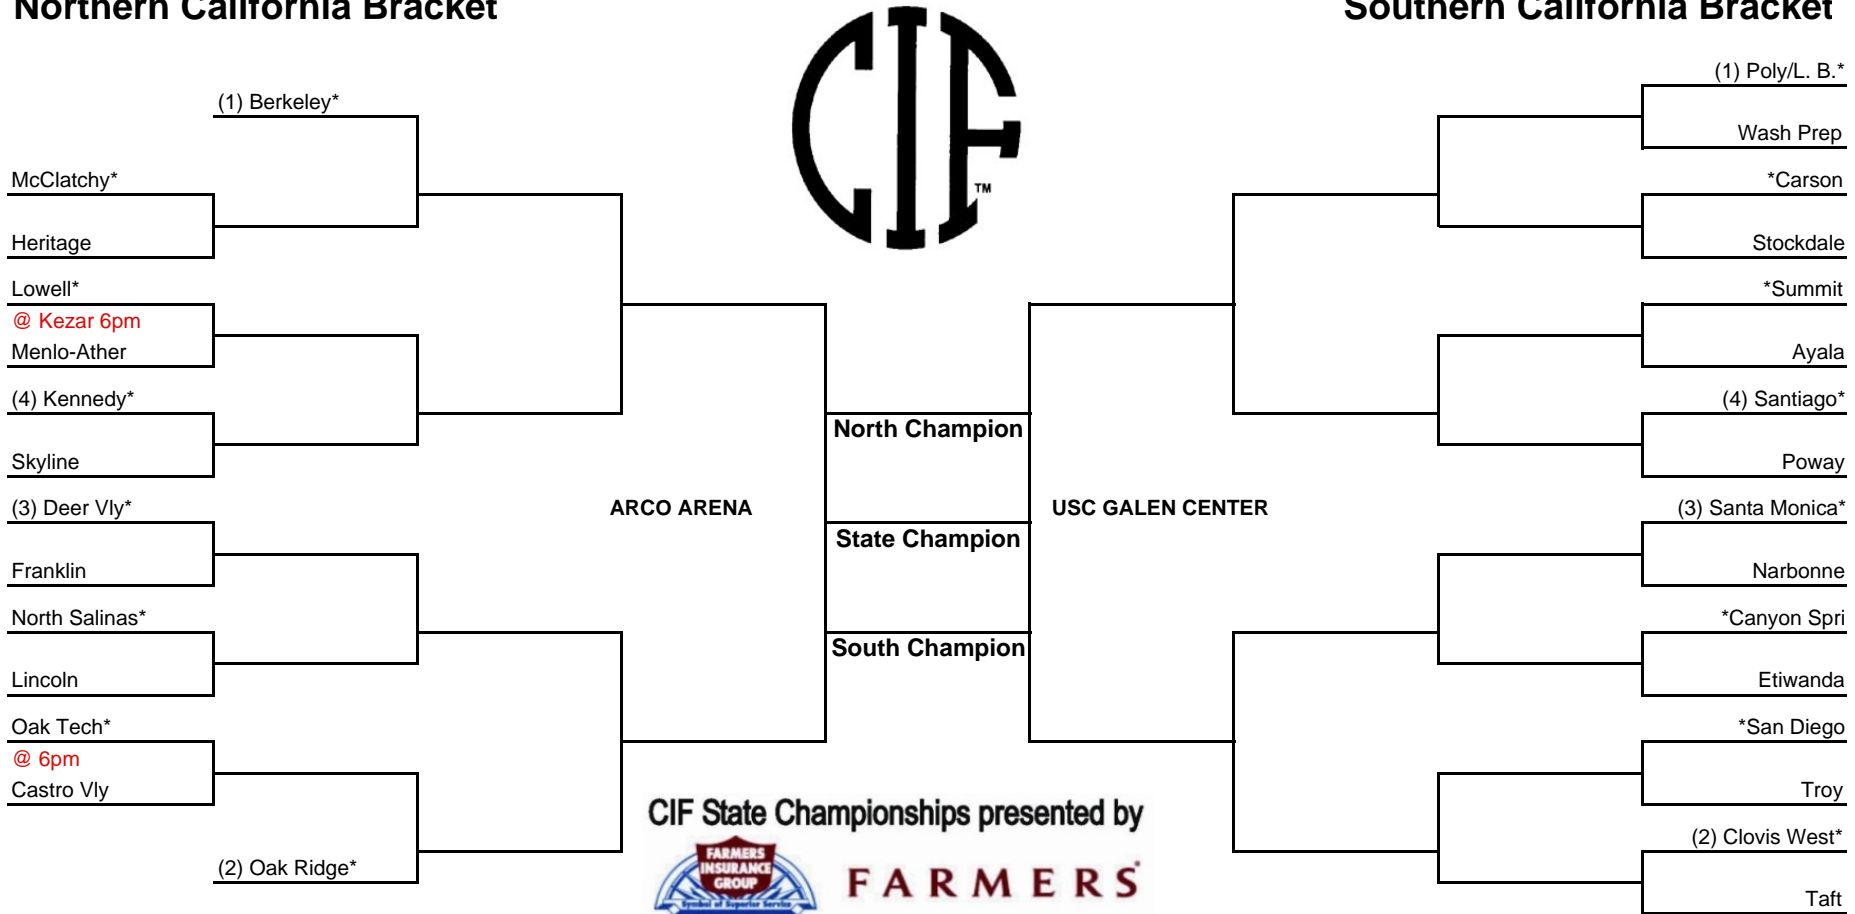 Northern California Bracket
Southern California Bracket
CIF
TM
(1) Berkeley*
McClatchy*
Heritage
Lowell*
@ Kezar 6pm
Menlo-Ather
(4) Kennedy*
Skyline
(3) Deer Vly*
Franklin
North Salinas*
Lincoln
Oak Tech*
@ 6pm
Castro Vly
(2) Oak Ridge*
ARCO ARENA
North Champion
State Champion
South Champion
USC GALEN CENTER
(1) Poly/L. B.*
Wash Prep
*Carson
Stockdale
*Summit
Ayala
(4) Santiago*
Poway
(3) Santa Monica*
Narbonne
*Canyon Spri
Etiwanda
*San Diego
Troy
(2) Clovis West*
Taft
CIF State Championships presented by
FARMERS
INSURANCE
GROUP
Symbol of Superior Service
FARMERS®